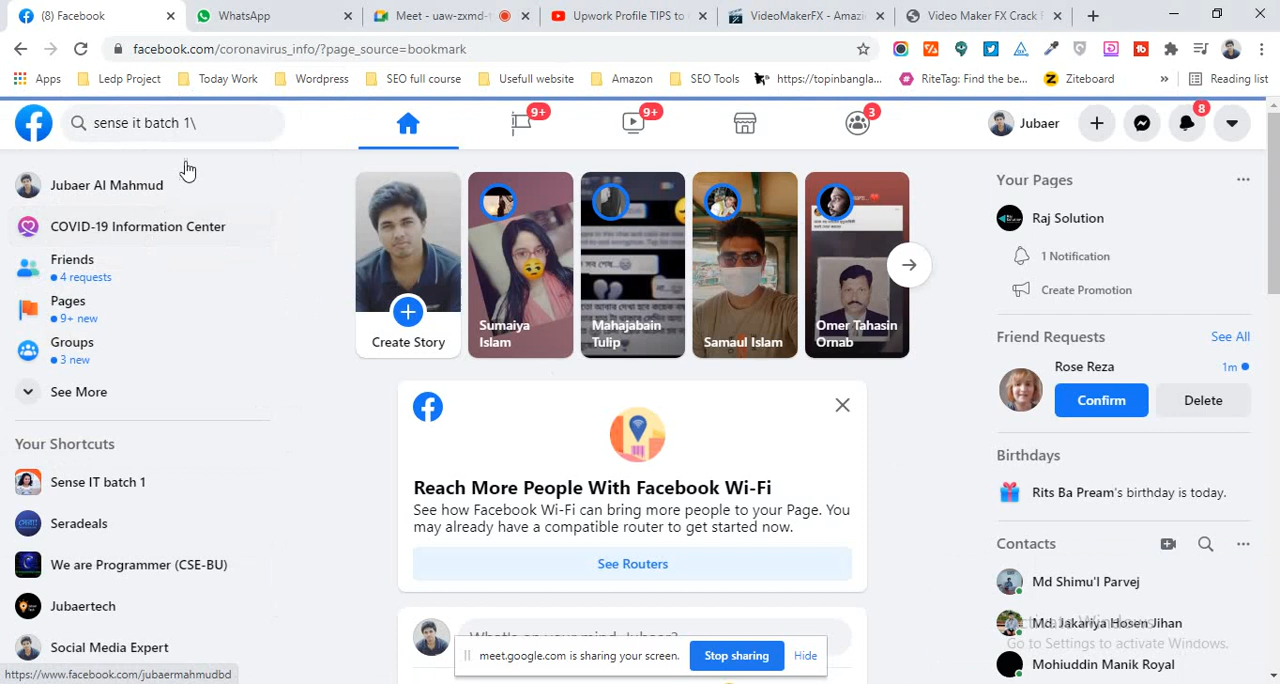 (8) Facebook
WhatsApp
Meet - uaw-zxmd-
Upwork Profile TIPS to
VideoMakerFX - Amazi
Video Maker FX Crack F
facebook.com/coronavirus_info/?page_source=bookmark
Apps
Ledp Project
Today Work
Wordpress
SEO full course
Usefull website
Amazon
SEO Tools
https://topinbangla...
RiteTag: Find the be...
Ziteboard
»
Reading list
sense it batch 1\
9+
9+
3
Jubaer
8
Jubaer Al Mahmud
COVID-19 Information Center
Friends
4 requests
Pages
9+ new
Groups
3 new
See More
Your Shortcuts
Sense IT batch 1
Seradeals
We are Programmer (CSE-BU)
Jubaertech
Social Media Expert
https://www.facebook.com/jubaermahmudbd
Create Story
Sumaiya
Islam
Mahajabain
Tulip
Samaul Islam
Omer Tahasin
Ornab
Reach More People With Facebook Wi-Fi
See how Facebook Wi-Fi can bring more people to your Page. You
may already have a compatible router to get started now.
See Routers
What's on your mind, Jubaer?
meet.google.com is sharing your screen.
Stop sharing
Hide
Your Pages
Raj Solution
1 Notification
Create Promotion
Friend Requests
See All
Rose Reza
1m
Confirm
Delete
Birthdays
Rits Ba Pream's birthday is today.
Contacts
Md Shimu'l Parvej
Md. Jakariya Hosen Jihan
Mohiuddin Manik Royal
Activate Windows
Go to Settings to activate Windows.